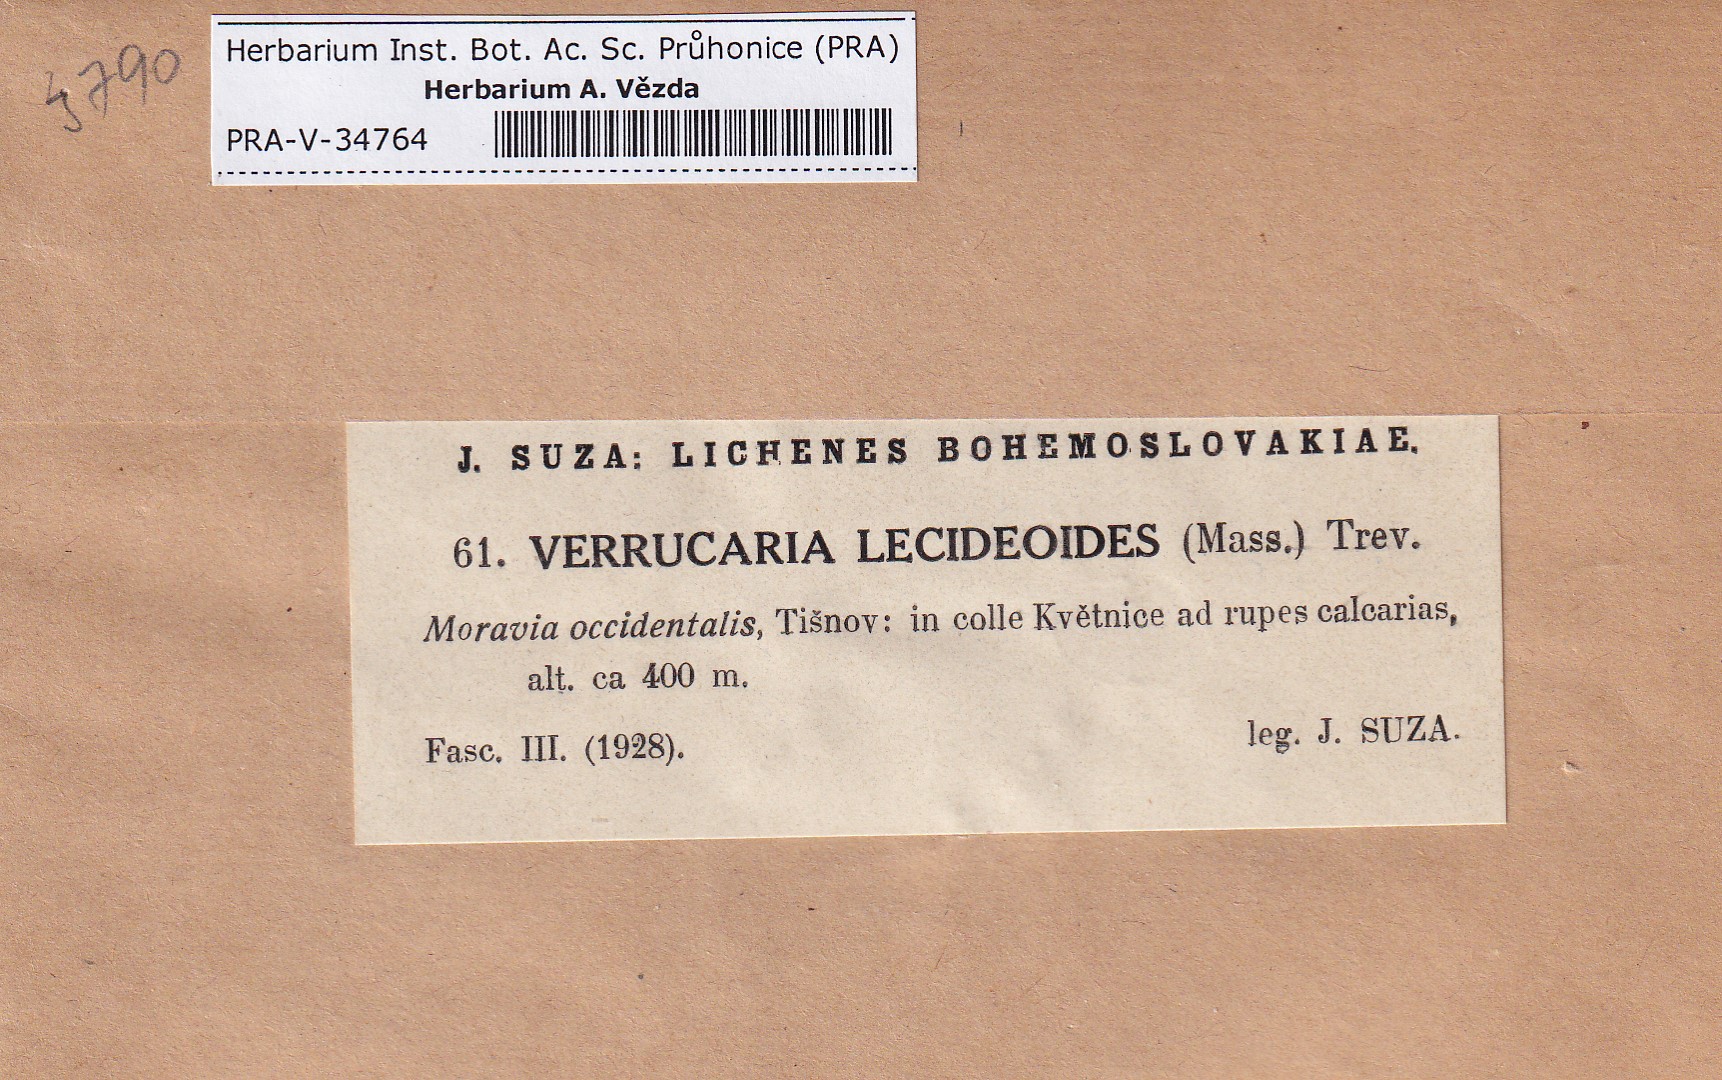 Herbarium Inst. Bot. Ac. Sc. Průhonice (PRA)
Herbarium A. Vězda
PRA-V-34764
J. SUZA: LICHENES BOHEMOSLOVAKIAE.
61. VERRUCARIA LECIDEOIDES (Mass.) Trev.
Moravia occidentalis, Tišnov: in colle Květnice ad rupes calcarias,
alt. ca 400 m.
Fasc. III. (1928).
leg. J. SUZA.